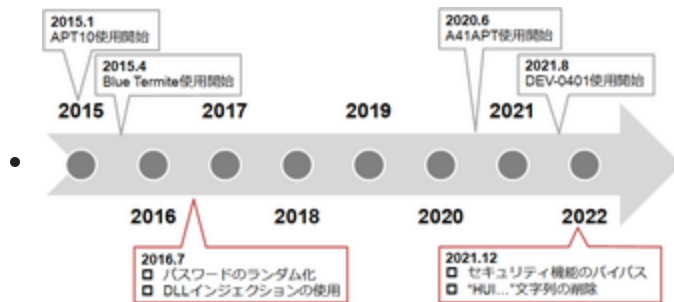 2015.1
APT10使用開始
2015.4
Blue Termite使用開始
2020.6
A41APT使用開始
2021.8
DEV-0401使用開始
2015
2017
2019
2021
2016
2018
2020
2022
2016.7
パスワードのランダム化
DLLインジェクションの使用
2021.12
セキュリティ機能のバイパス
"HUI..."文字列の削除